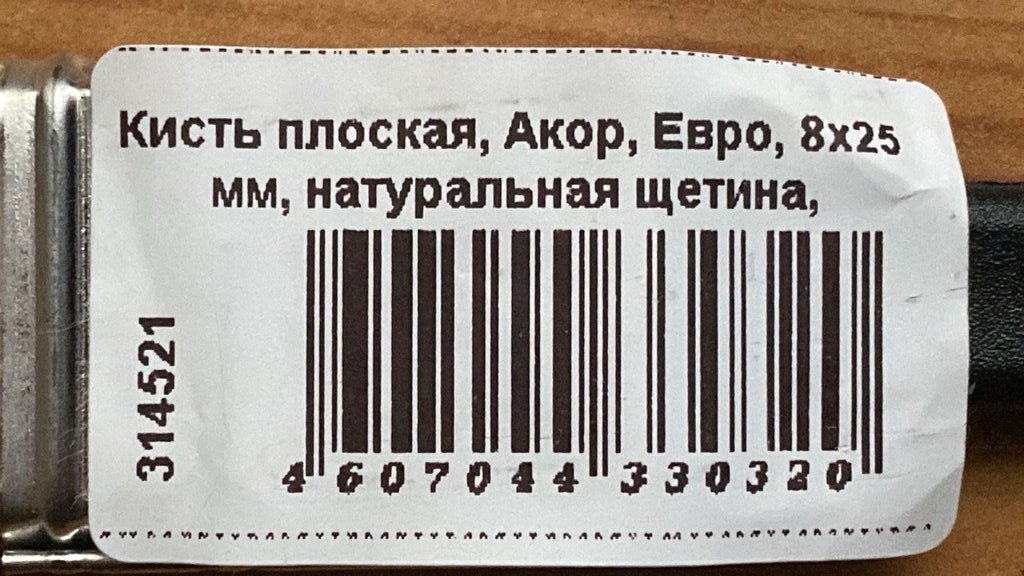 Кисть плоская, Акор, Евро, 8х25
мм, натуральная щетина,
314521
4 607044 330320